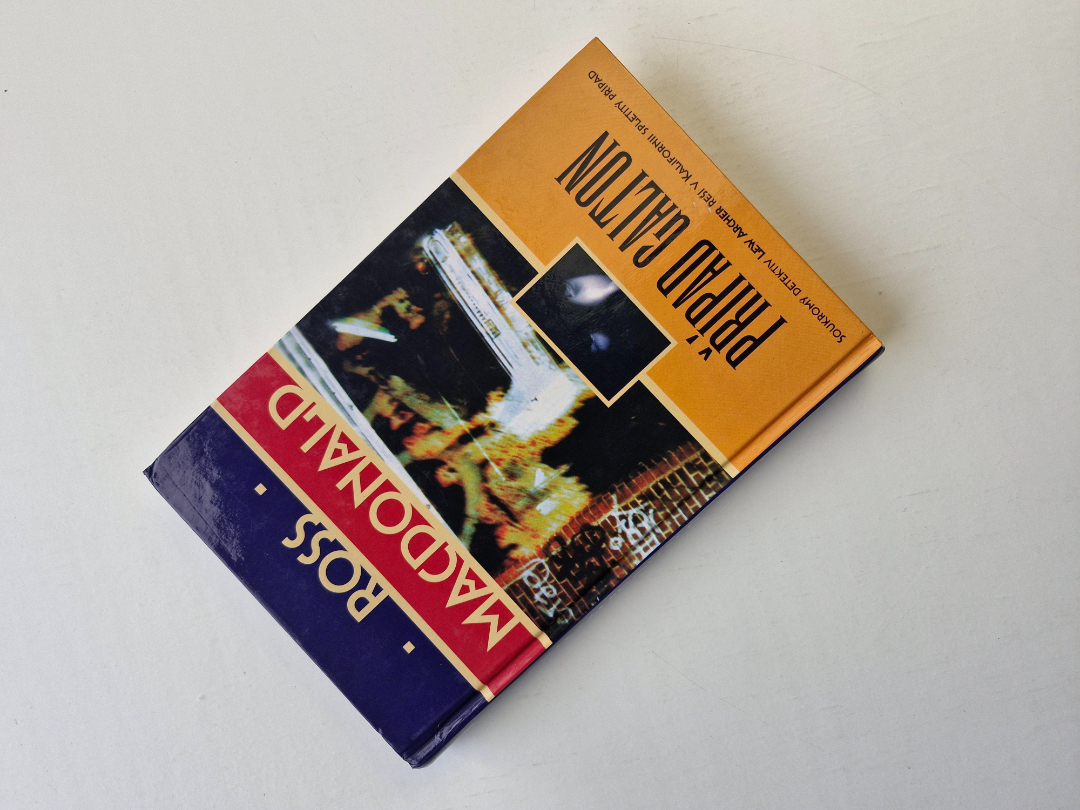 ROSS
MACDONALD
PŘÍPAD GALTON
SOUKROMÝ DETEKTIV LEW ARCHER ŘEŠÍ V KALIFORNII SPLETITÝ PŘÍPAD